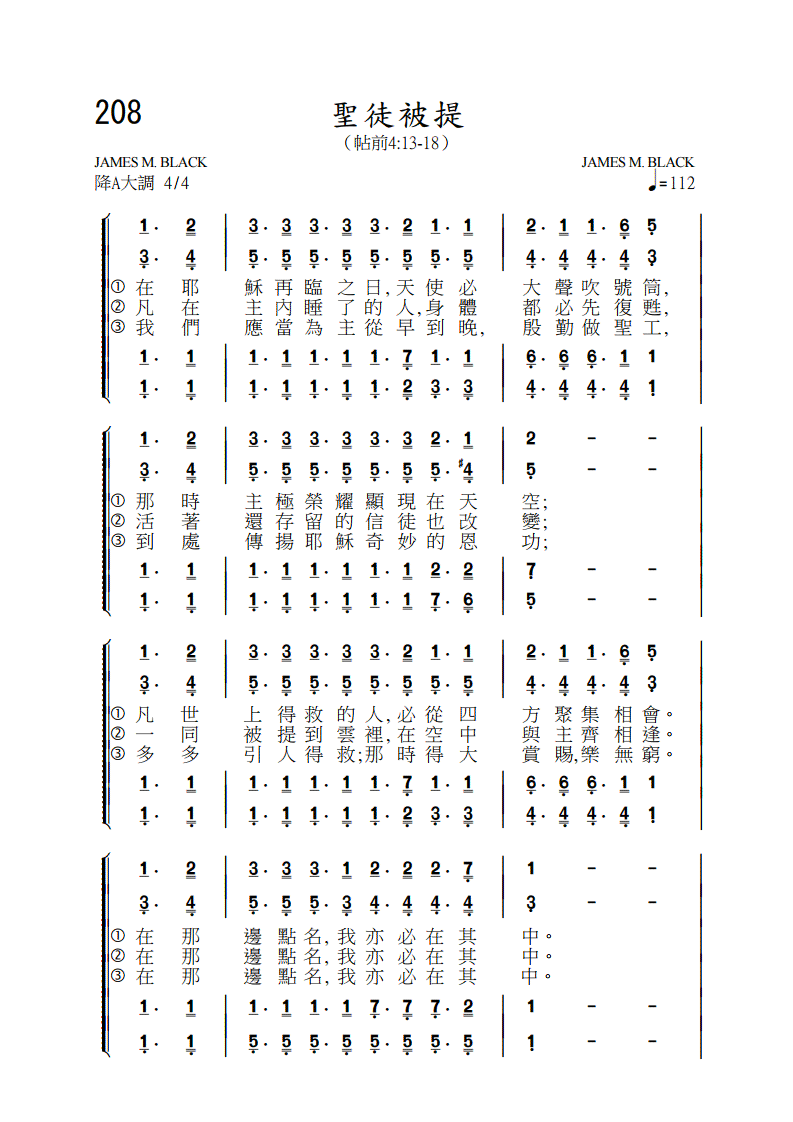 208
聖徒被提
（帖前4:13-18）
JAMES M. BLACK JAMES M. BLACK
降A大調 4/4 ♩=112
1· 2 | 3· 3 3· 3 3· 2 1· 1 | 2· 1 1· 6 5
3· 4 | 5· 5 5· 5 5· 5 5· 5 | 4· 4 4· 4 3
① 在耶 穌再臨之日,天使必 大聲吹號筒,
② 凡在 主內睡了的人,身體 都必先復甦,
③ 我們 應當為主從早到晚, 殷勤做聖工,
1· 1 | 1· 1 1· 1 1· 7 1· 1 | 6· 6 6· 1 1
1· 1 | 1· 1 1· 1 1· 2 3· 3 | 4· 4 4· 4 1
1· 2 | 3· 3 3· 3 3· 3 2· 1 | 2 - -
3· 4 | 5· 5 5· 5 5· 5 5· ♯4 | 5 - -
① 那時 主極榮耀顯現在天 空;
② 活著 還存留的信徒也改 變;
③ 到處 傳揚耶穌奇妙的恩 功;
1· 1 | 1· 1 1· 1 1· 1 2· 2 | 7 - -
1· 1 | 1· 1 1· 1 1· 1 7· 6 | 5 - -
1· 2 | 3· 3 3· 3 3· 2 1· 1 | 2· 1 1· 6 5
3· 4 | 5· 5 5· 5 5· 5 5· 5 | 4· 4 4· 4 3
① 凡世 上得救的人,必從四 方聚集相會。
② 一同 被提到雲裡,在空中 與主齊相逢。
③ 多多 引人得救;那時得大 賞賜,樂無窮。
1· 1 | 1· 1 1· 1 1· 7 1· 1 | 6· 6 6· 1 1
1· 1 | 1· 1 1· 1 1· 2 3· 3 | 4· 4 4· 4 1
1· 2 | 3· 3 3· 1 2· 2 2· 7 | 1 - -
3· 4 | 5· 5 5· 3 4· 4 4· 4 | 3 - -
① 在那 邊點名,我亦必在其 中。
② 在那 邊點名,我亦必在其 中。
③ 在那 邊點名,我亦必在其 中。
1· 1 | 1· 1 1· 1 7· 7 7· 2 | 1 - -
1· 1 | 5· 5 5· 5 5· 5 5· 5 | 1 - -